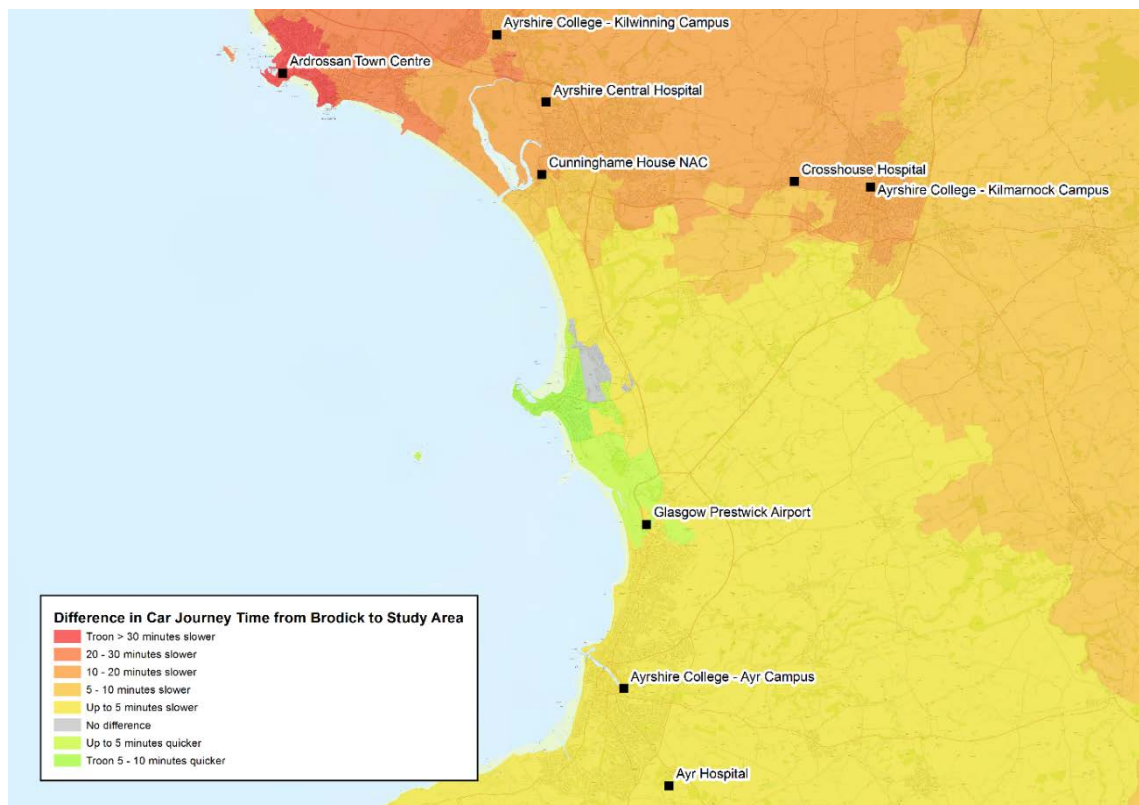 Ayrshire College - Kilwinning Campus
Ardrossan Town Centre
Ayrshire Central Hospital
Cunninghame House NAC
Crosshouse Hospital
Ayrshire College - Kilmarnock Campus
Glasgow Prestwick Airport
Ayrshire College - Ayr Campus
Ayr Hospital
Difference in Car Journey Time from Brodick to Study Area
Troon > 30 minutes slower
20 - 30 minutes slower
10 - 20 minutes slower
5 - 10 minutes slower
Up to 5 minutes slower
No difference
Up to 5 minutes quicker
Troon 5 - 10 minutes quicker